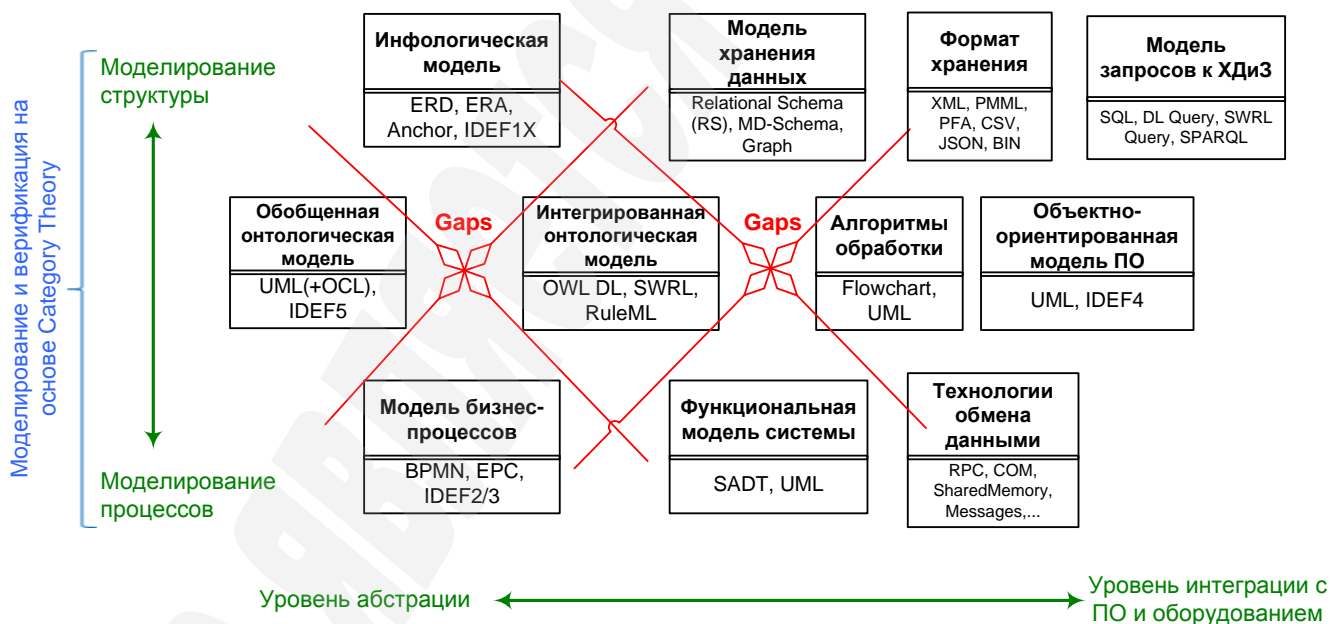 Моделирование и верификация на
основе Category Theory
Моделирование
структуры
Инфологическая
модель
ERD, ERA,
Anchor, IDEF1X
Модель
хранения
данных
Relational Schema
(RS), MD-Schema,
Graph
Формат
хранения
XML, PMML,
PFA, CSV,
JSON, BIN
Модель
запросов к ХДиЗ
SQL, DL Query, SWRL
Query, SPARQL
Обобщенная
онтологическая
модель
UML(+OCL),
IDEF5
Gaps
Интегрированная
онтологическая
модель
OWL DL, SWRL,
RuleML
Gaps
Алгоритмы
обработки
Flowchart,
UML
Объектно-
ориентированная
модель ПО
UML, IDEF4
Моделирование
процессов
Модель бизнес-
процессов
BPMN, EPC,
IDEF2/3
Функциональная
модель системы
SADT, UML
Технологии
обмена
данными
RPC, COM,
SharedMemory,
Messages,...
Уровень абстрации
Уровень интеграции с
ПО и оборудованием